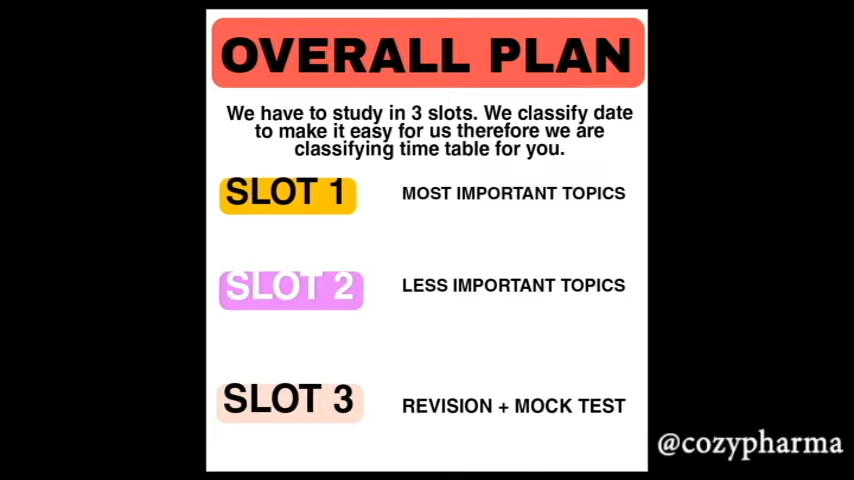 OVERALL PLAN
We have to study in 3 slots. We classify date
to make it easy for us therefore we are
classifying time table for you.
SLOT 1 MOST IMPORTANT TOPICS
SLOT 2 LESS IMPORTANT TOPICS
SLOT 3 REVISION + MOCK TEST
@cozypharma